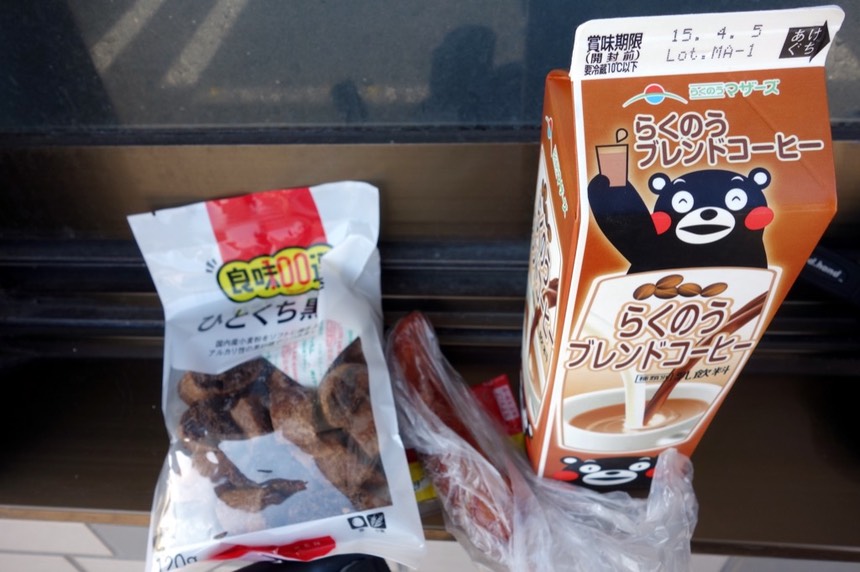 賞味期限
(開封前)
要冷蔵10℃以下
15.4.5
Lot.MA-1
あけ
ぐち
らくのうマザーズ
らくのう
ブレンドコーヒー
らくのう
ブレンドコーヒー
乳飲料
良味100選
ひとくち黒
120g